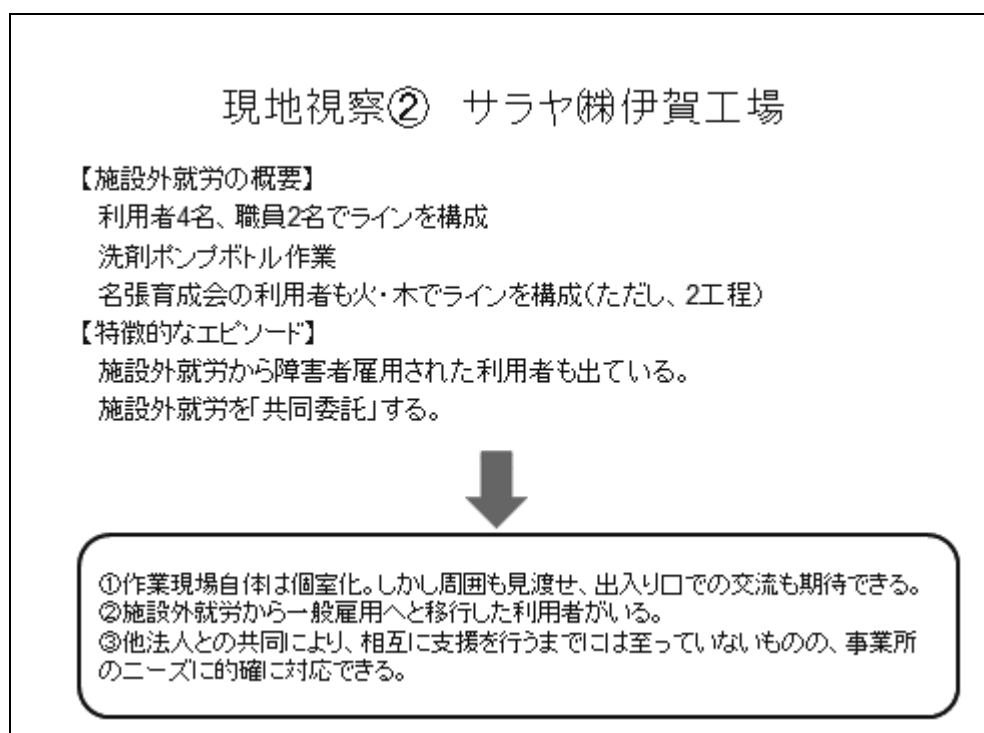 現地視察② サラヤ㈱伊賀工場
【施設外就労の概要】
利用者4名、職員2名でラインを構成
洗剤ポンプボトル作業
名張育成会の利用者も火・木でラインを構成(ただし、2工程)
【特徴的なエピソード】
施設外就労から障害者雇用された利用者も出ている。
施設外就労を「共同委託」する。
①作業現場自体は個室化。しかし周囲も見渡せ、出入り口での交流も期待できる。
②施設外就労から一般雇用へと移行した利用者がいる。
③他法人との共同により、相互に支援を行うまでには至っていないものの、事業所
のニーズに的確に対応できる。